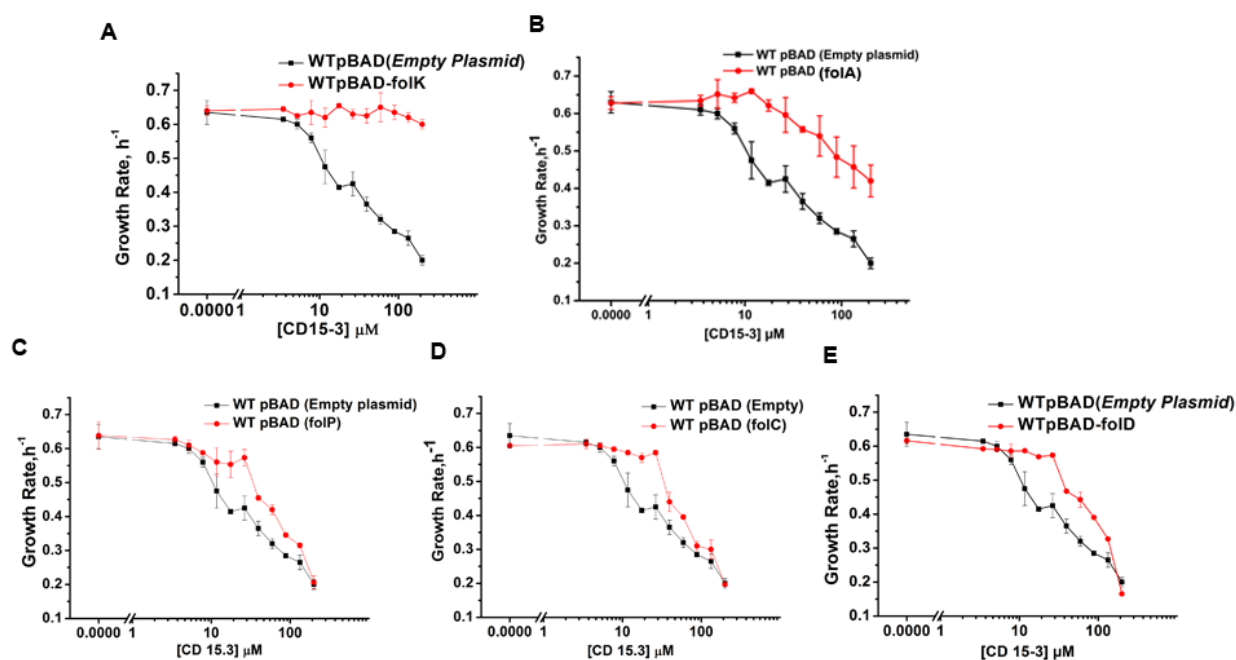 A
WTpBAD(Empty Plasmid)
WTpBAD-folK
Growth Rate, h-1
0.7
0.6
0.5
0.4
0.3
0.2
0.1
0.0000 1 10 100
[CD15-3] µM
B
WT pBAD (Empty plasmid)
WT pBAD (folA)
Growth Rate,h-1
0.7
0.6
0.5
0.4
0.3
0.2
0.1
0.0000 1 10 100
[CD15-3] µM
C
WT pBAD (Empty plasmid)
WT pBAD (folP)
Growth Rate,h-1
0.7
0.6
0.5
0.4
0.3
0.2
0.1
0.0000 1 10 100
[CD 15.3] µM
D
WT pBAD (Empty)
WT pBAD (folC)
Growth Rate,h-1
0.7
0.6
0.5
0.4
0.3
0.2
0.1
0.0000 1 10 100
[CD 15.3] µM
E
WTpBAD(Empty Plasmid)
WTpBAD-folD
Growth Rate,h-1
0.7
0.6
0.5
0.4
0.3
0.2
0.1
0.0000 1 10 100
[CD 15-3] µM